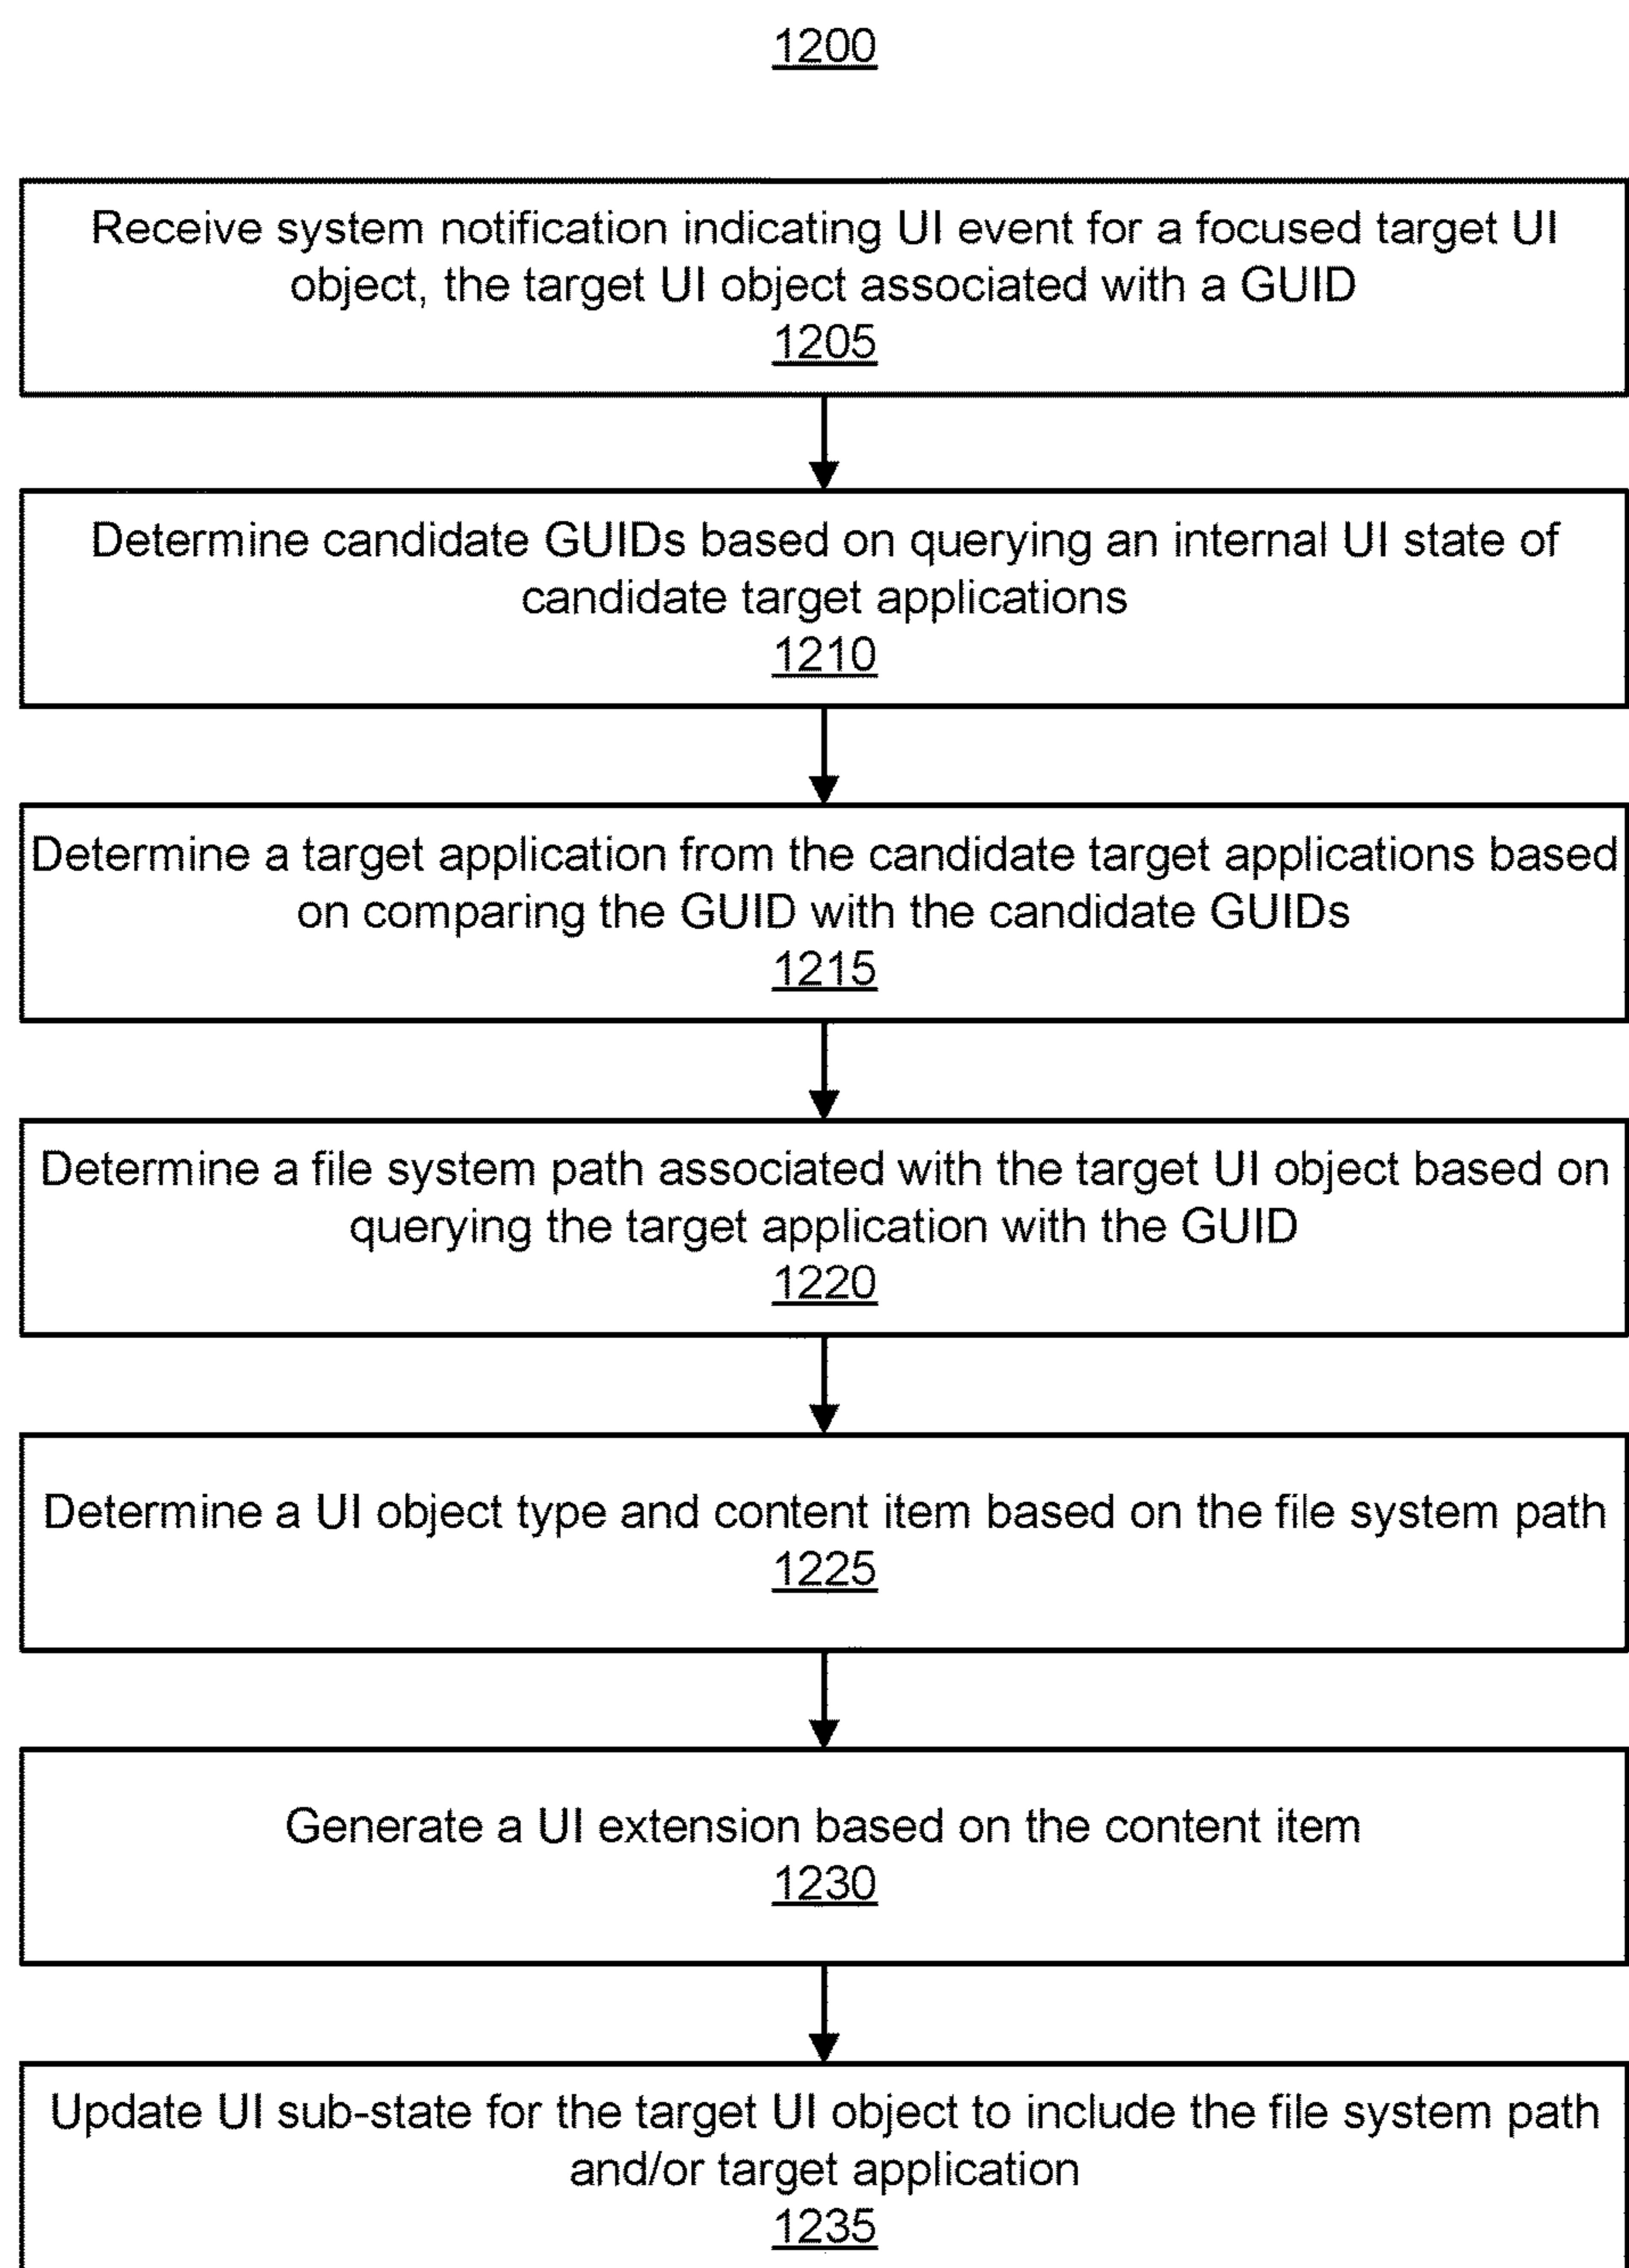 1200
Receive system notification indicating UI event for a focused target UI
object, the target UI object associated with a GUID
1205
Determine candidate GUIDs based on querying an internal UI state of
candidate target applications
1210
Determine a target application from the candidate target applications based
on comparing the GUID with the candidate GUIDs
1215
Determine a file system path associated with the target UI object based on
querying the target application with the GUID
1220
Determine a UI object type and content item based on the file system path
1225
Generate a UI extension based on the content item
1230
Update UI sub-state for the target UI object to include the file system path
and/or target application
1235